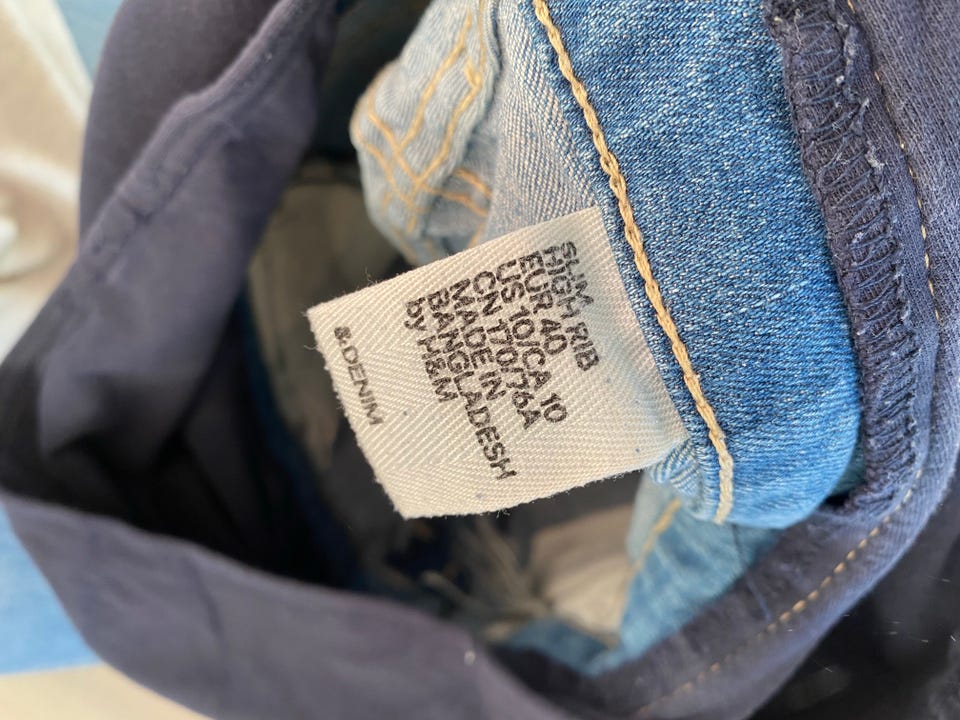 SLIM
HIGH RIB
EUR 40
US 10/CA 10
CN 170/76A
MADE IN
BANGLADESH
by H&M
&DENIM